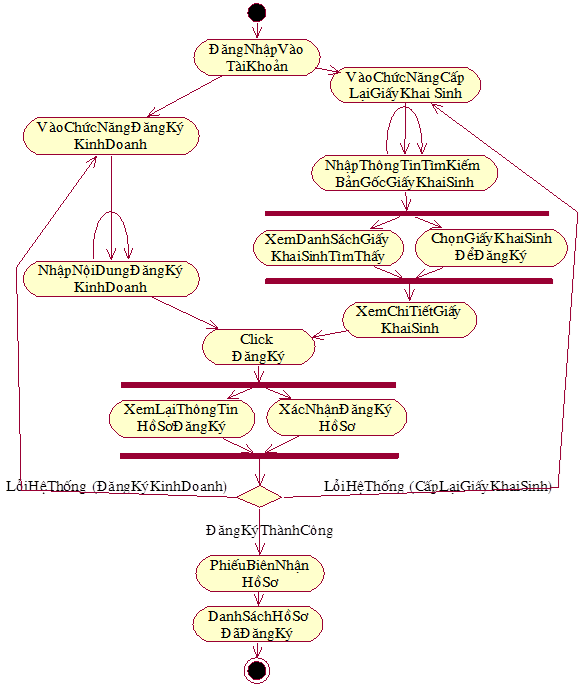 ĐăngNhậpVào
TàiKhoản
VàoChứcNăngCấp
LạiGiấyKhai Sinh
VàoChứcNăngĐăngKý
KinhDoanh
NhậpThôngTinTìmKiếm
BảnGốcGiấyKhaiSinh
XemDanhSáchGiấy
KhaiSinhTìmThấy
ChọnGiấyKhaiSinh
ĐểĐăngKý
NhậpNộiDungĐăngKý
KinhDoanh
XemChiTiếtGiấy
KhaiSinh
Click
ĐăngKý
XemLạiThôngTin
HồSơĐăngKý
XácNhậnĐăngKý
HồSơ
LỗiHệThống (ĐăngKýKinhDoanh)
LỗiHệThống (CấpLạiGiấyKhaiSinh)
ĐăngKýThànhCông
PhiếuBiênNhận
HồSơ
DanhSáchHồSơ
ĐãĐăngKý